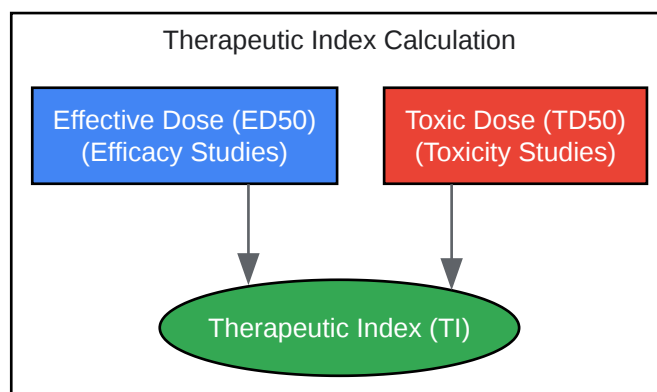 Therapeutic Index Calculation
Effective Dose (ED50)
(Efficacy Studies)
Toxic Dose (TD50)
(Toxicity Studies)
Therapeutic Index (TI)